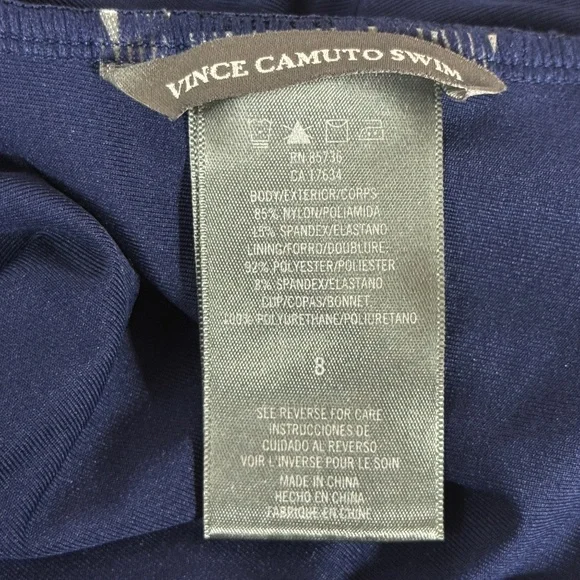 VINCE CAMUTO SWIM
RN 85736
CA 17634
BODY/EXTERIOR/CORPS
85% NYLON/POLIAMIDA
15% SPANDEX/ELASTANO
LINING/FORRO/DOUBLURE
92% POLYESTER/POLIESTER
8% SPANDEX/ELASTANO
CUP/COPAS/BONNET
100% POLYURETHANE/POLIURETANO
8
SEE REVERSE FOR CARE
INSTRUCCIONES DE
CUIDADO AL REVERSO
VOIR L'INVERSE POUR LE SOIN
MADE IN CHINA
HECHO EN CHINA
FABRIQUE EN CHINE